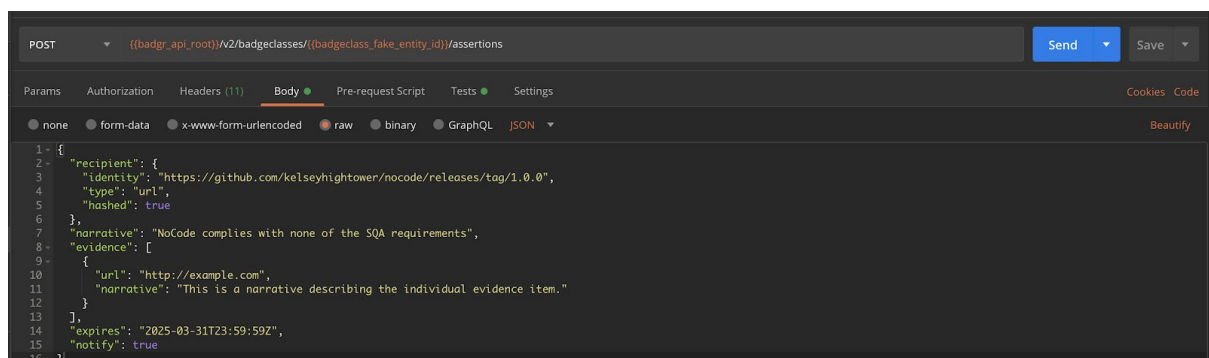 POST {{badgr_api_root}}/v2/badgeclasses/{{badgeclass_fake_entity_id}}/assertions Send Save
Params Authorization Headers (11) Body Pre-request Script Tests Settings Cookies Code
none form-data x-www-form-urlencoded raw binary GraphQL JSON Beautify
1 {
2 "recipient": {
3 "identity": "https://github.com/kelseyhightower/nocode/releases/tag/1.0.0",
4 "type": "url",
5 "hashed": true
6 },
7 "narrative": "NoCode complies with none of the SQA requirements",
8 "evidence": [
9 {
10 "url": "http://example.com",
11 "narrative": "This is a narrative describing the individual evidence item."
12 }
13 ],
14 "expires": "2025-03-31T23:59:59Z",
15 "notify": true
16 }